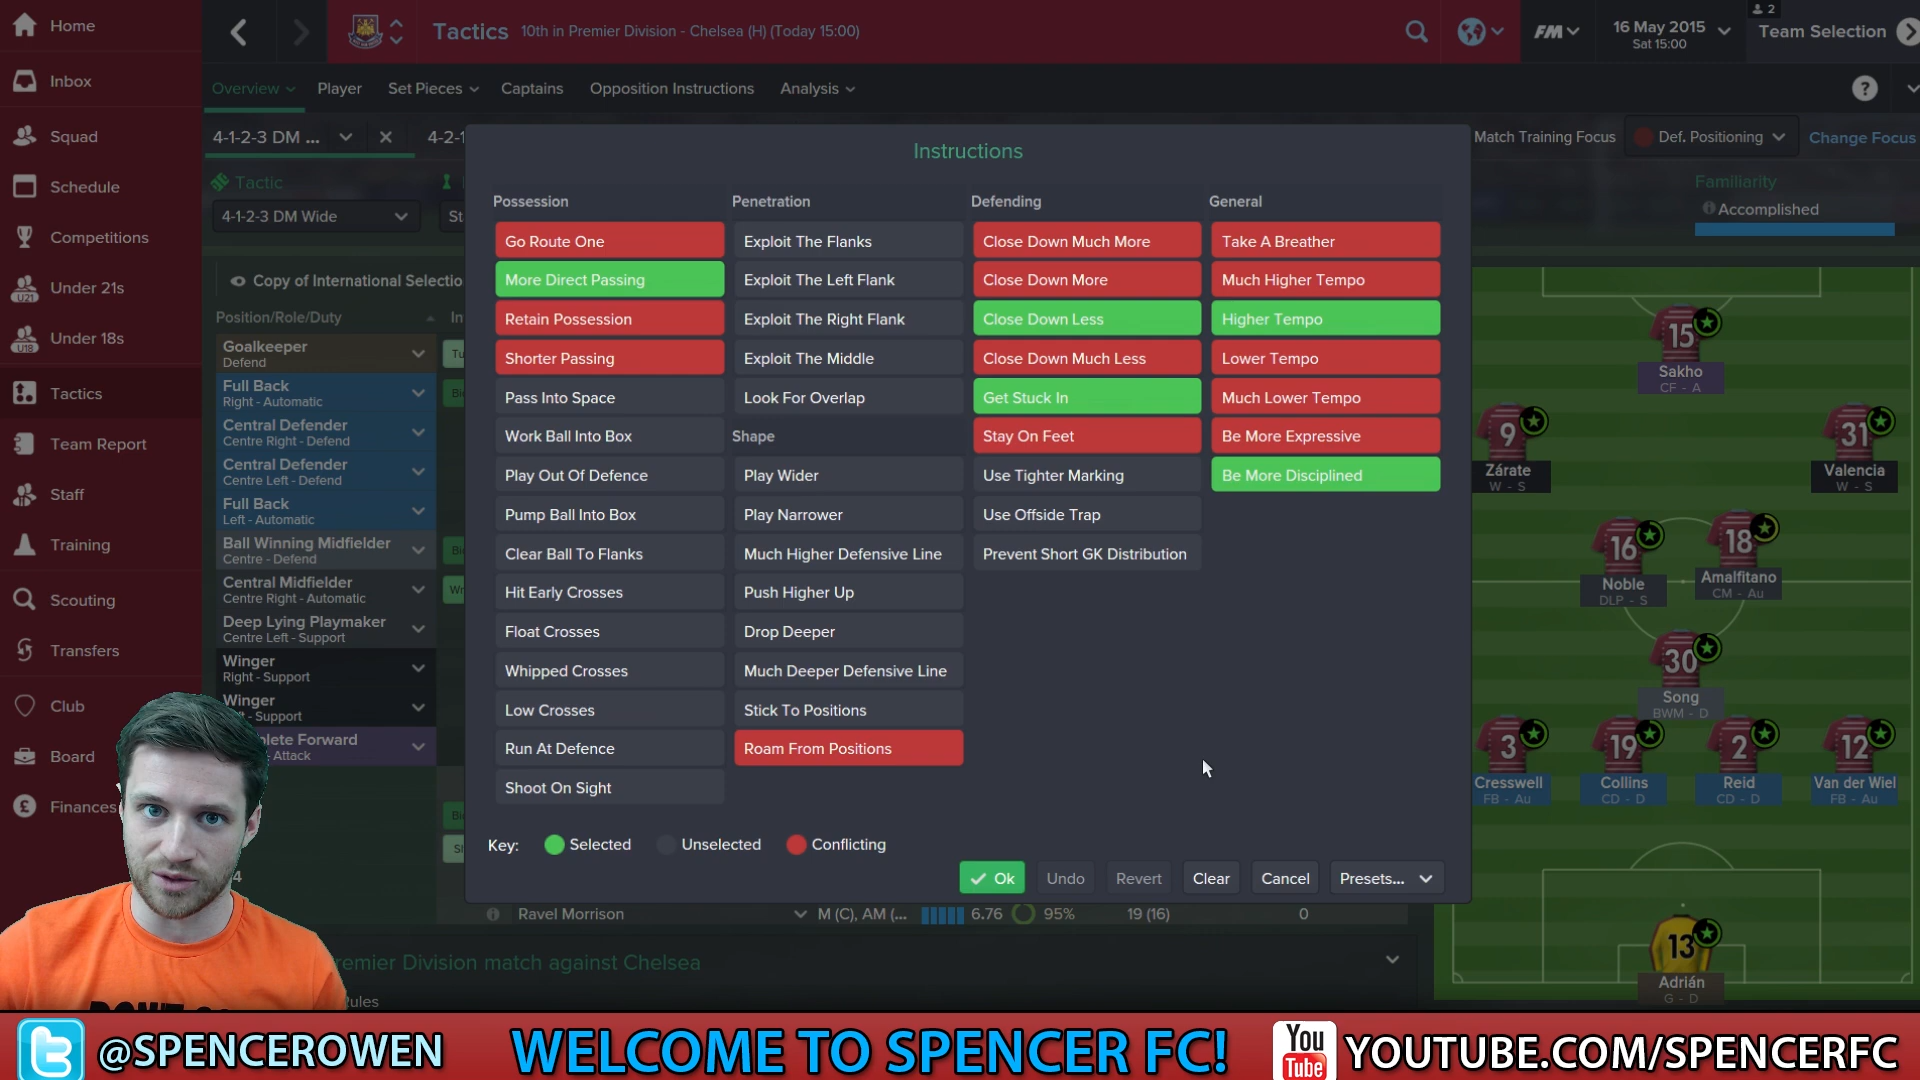 Home
Inbox
Squad
Schedule
Competitions
Under 21s
Under 18s
Tactics
Team Report
Staff
Training
Scouting
Transfers
Club
Board
Finances
Tactics 10th in Premier Division - Chelsea (H) (Today 15:00)
FM
16 May 2015
Sat 15:00
2
Team Selection
Overview Player Set Pieces Captains Opposition Instructions Analysis
?
4-1-2-3 DM ...
Match Training Focus
Def. Positioning
Change Focus
Tactic
4-1-2-3 DM Wide
Familiarity
Accomplished
Copy of International Selectio
Position/Role/Duty
Goalkeeper
Defend
Full Back
Right - Automatic
Central Defender
Centre Right - Defend
Central Defender
Centre Left - Defend
Full Back
Left - Automatic
Ball Winning Midfielder
Centre - Defend
Central Midfielder
Centre Right - Automatic
Deep Lying Playmaker
Centre Left - Support
Winger
Right - Support
Winger
- Support
Forward
Attack
Instructions
Possession
Go Route One
More Direct Passing
Retain Possession
Shorter Passing
Pass Into Space
Work Ball Into Box
Play Out Of Defence
Pump Ball Into Box
Clear Ball To Flanks
Hit Early Crosses
Float Crosses
Whipped Crosses
Low Crosses
Run At Defence
Shoot On Sight
Penetration
Exploit The Flanks
Exploit The Left Flank
Exploit The Right Flank
Exploit The Middle
Look For Overlap
Shape
Play Wider
Play Narrower
Much Higher Defensive Line
Push Higher Up
Drop Deeper
Much Deeper Defensive Line
Stick To Positions
Roam From Positions
Defending
Close Down Much More
Close Down More
Close Down Less
Close Down Much Less
Get Stuck In
Stay On Feet
Use Tighter Marking
Use Offside Trap
Prevent Short GK Distribution
General
Take A Breather
Much Higher Tempo
Higher Tempo
Lower Tempo
Much Lower Tempo
Be More Expressive
Be More Disciplined
Key: Selected Unselected Conflicting
Ok Undo Revert Clear Cancel Presets...
15
Sakho
CF - A
9
Zárate
W - S
31
Valencia
W - S
16
Noble
DLP - S
18
Amalfitano
CM - Au
30
Song
BWM - D
3
Cresswell
FB - Au
19
Collins
CD - D
2
Reid
CD - D
12
Van der Wiel
FB - Au
13
Adrián
G - D
Ravel Morrison M (C), AM (... 6.76 95% 19 (16) 0
remier Division match against Chelsea
@SPENCEROWEN
WELCOME TO SPENCER FC!
You
Tube
YOUTUBE.COM/SPENCERFC